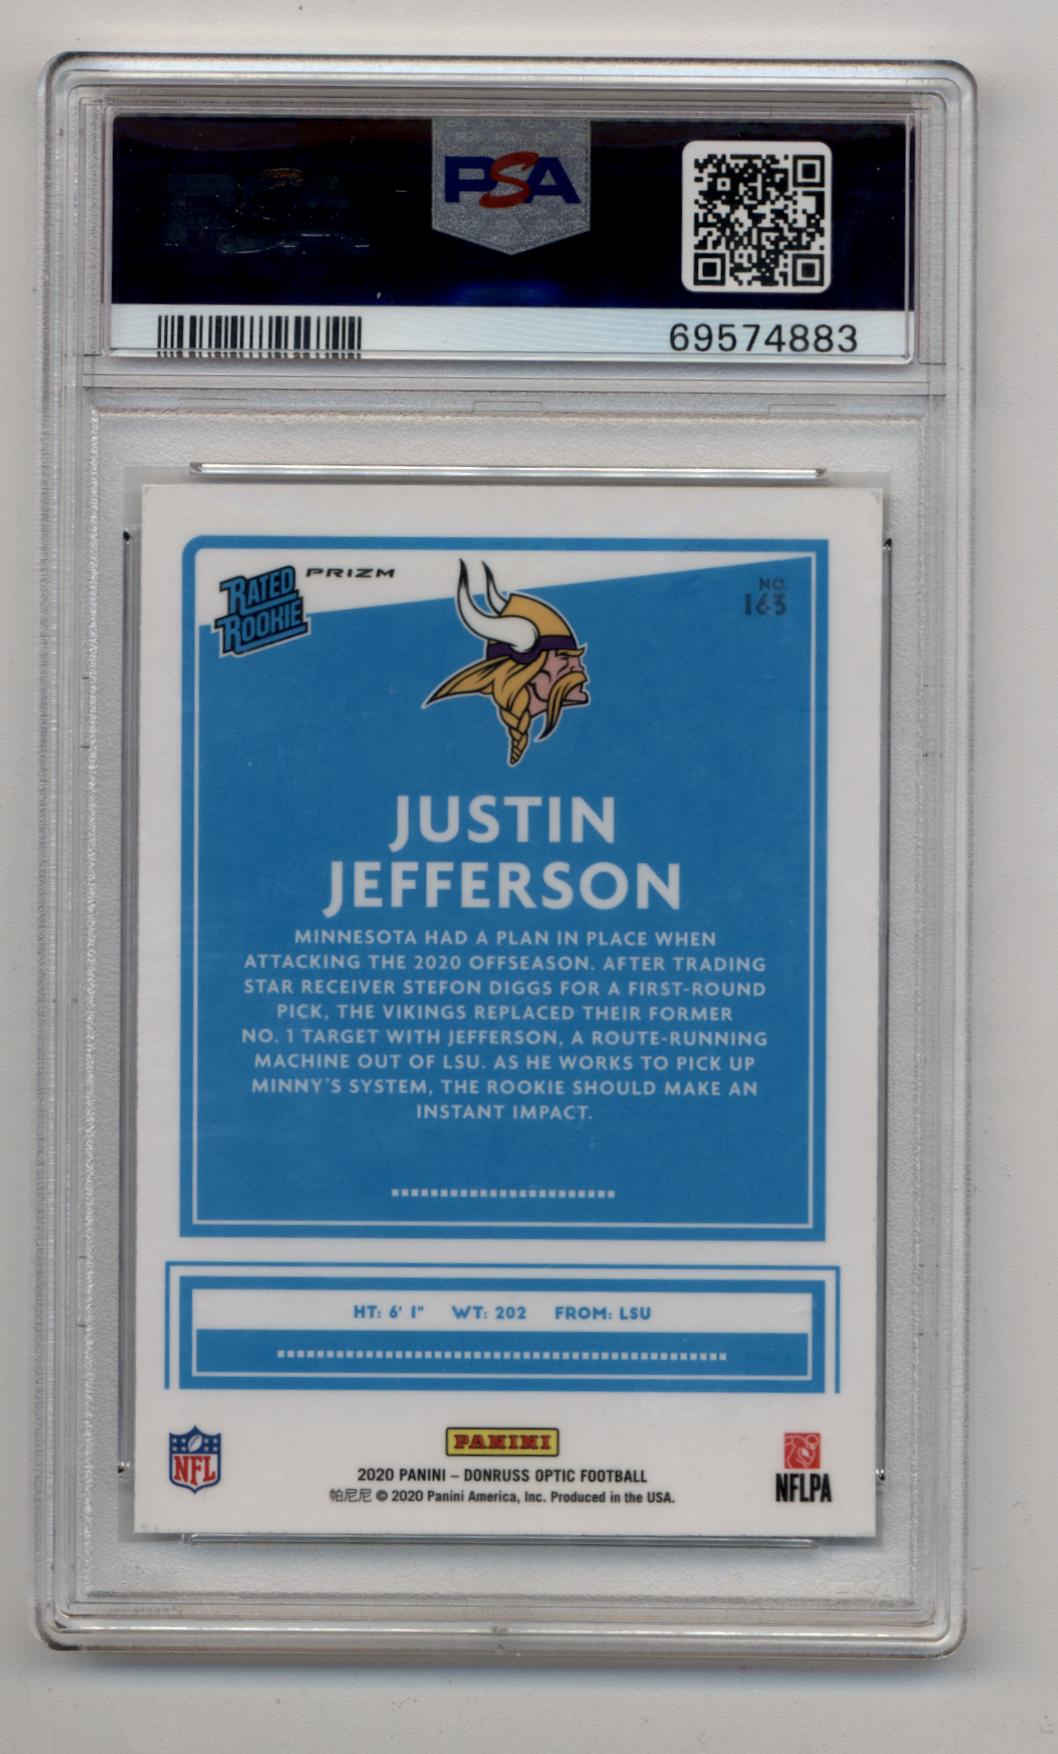 PSA
69574883
RATED ROOKIE
PRIZM
NO.
163
JUSTIN
JEFFERSON
MINNESOTA HAD A PLAN IN PLACE WHEN
ATTACKING THE 2020 OFFSEASON. AFTER TRADING
STAR RECEIVER STEFON DIGGS FOR A FIRST-ROUND
PICK, THE VIKINGS REPLACED THEIR FORMER
NO. 1 TARGET WITH JEFFERSON, A ROUTE-RUNNING
MACHINE OUT OF LSU. AS HE WORKS TO PICK UP
MINNY'S SYSTEM, THE ROOKIE SHOULD MAKE AN
INSTANT IMPACT.
HT: 6' 1" WT: 202 FROM: LSU
NFL
PANINI
2020 PANINI – DONRUSS OPTIC FOOTBALL
帕尼尼 © 2020 Panini America, Inc. Produced in the USA.
NFLPA